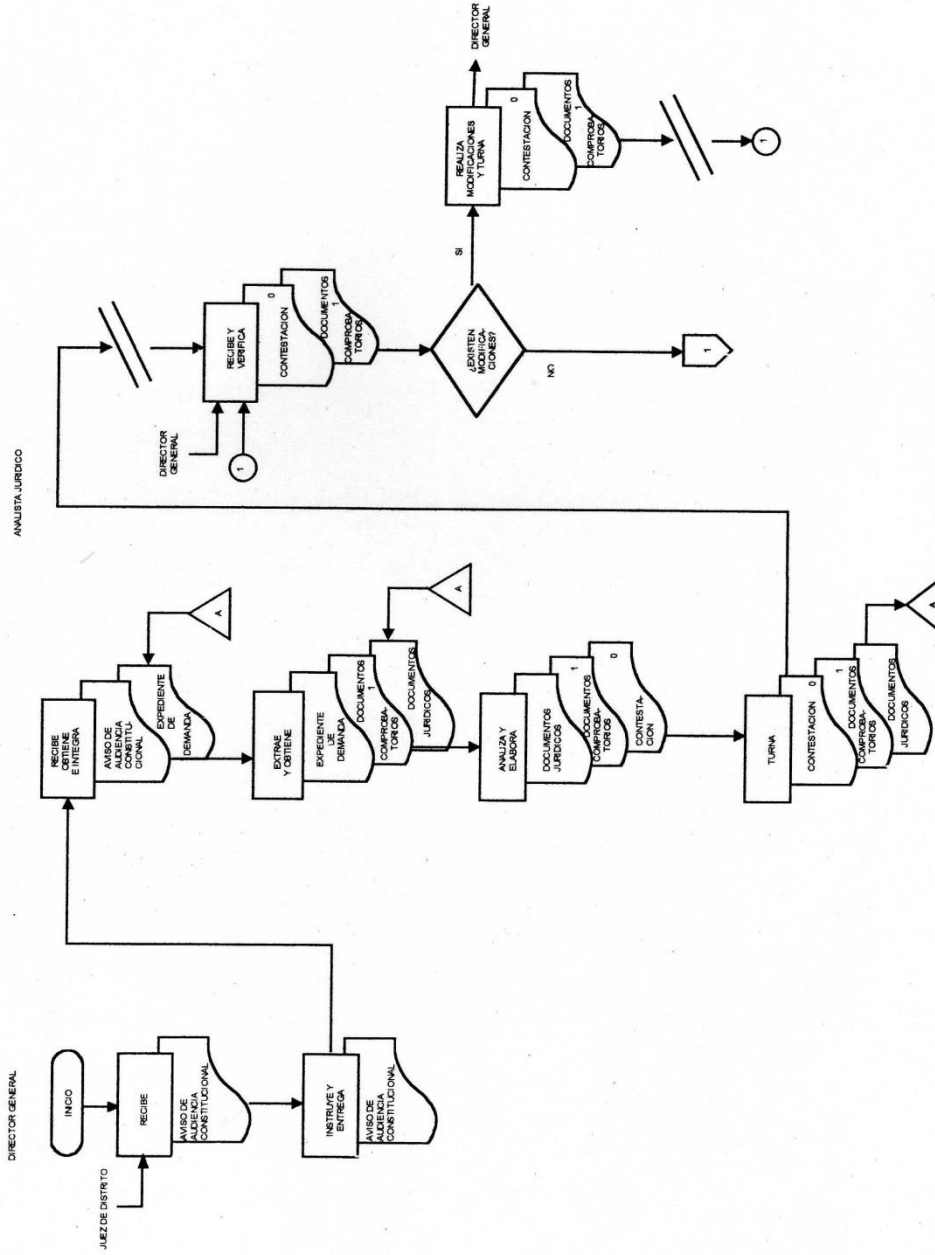 DIRECTOR GENERAL
INICIO
JUEZ DE DISTRITO
RECIBE
AVISO DE
AUDIENCIA
CONSTITUCIONAL
INSTRUYE Y
ENTREGA
AVISO DE
AUDIENCIA
CONSTITUCIONAL
ANALISTA JURIDICO
RECIBE
OBTIENE
E INTEGRA
AVISO DE
AUDIENCIA
CONSTITU-
CIONAL
EXPEDIENTE
DE
DEMANDA
A
EXTRAE
Y OBTIENE
EXPEDIENTE
DE
DEMANDA
DOCUMENTOS
1
COMPROBA-
TORIOS
DOCUMENTOS
JURIDICOS
A
ANALIZA Y
ELABORA
DOCUMENTOS
JURIDICOS
1
DOCUMENTOS
COMPROBA-
TORIOS
0
CONTESTA-
CION
TURNA
0
CONTESTACION
1
DOCUMENTOS
COMPROBA-
TORIOS
DOCUMENTOS
JURIDICOS
A
DIRECTOR
GENERAL
1
RECIBE Y
VERIFICA
0
CONTESTACION
DOCUMENTOS
1
COMPROBA-
TORIOS
¿EXISTEN
MODIFICA-
CIONES?
SI
NO
1
REALIZA
MODIFICACIONES
Y TURNA
DIRECTOR
GENERAL
0
CONTESTACION
DOCUMENTOS
1
COMPROBA-
TORIOS
1